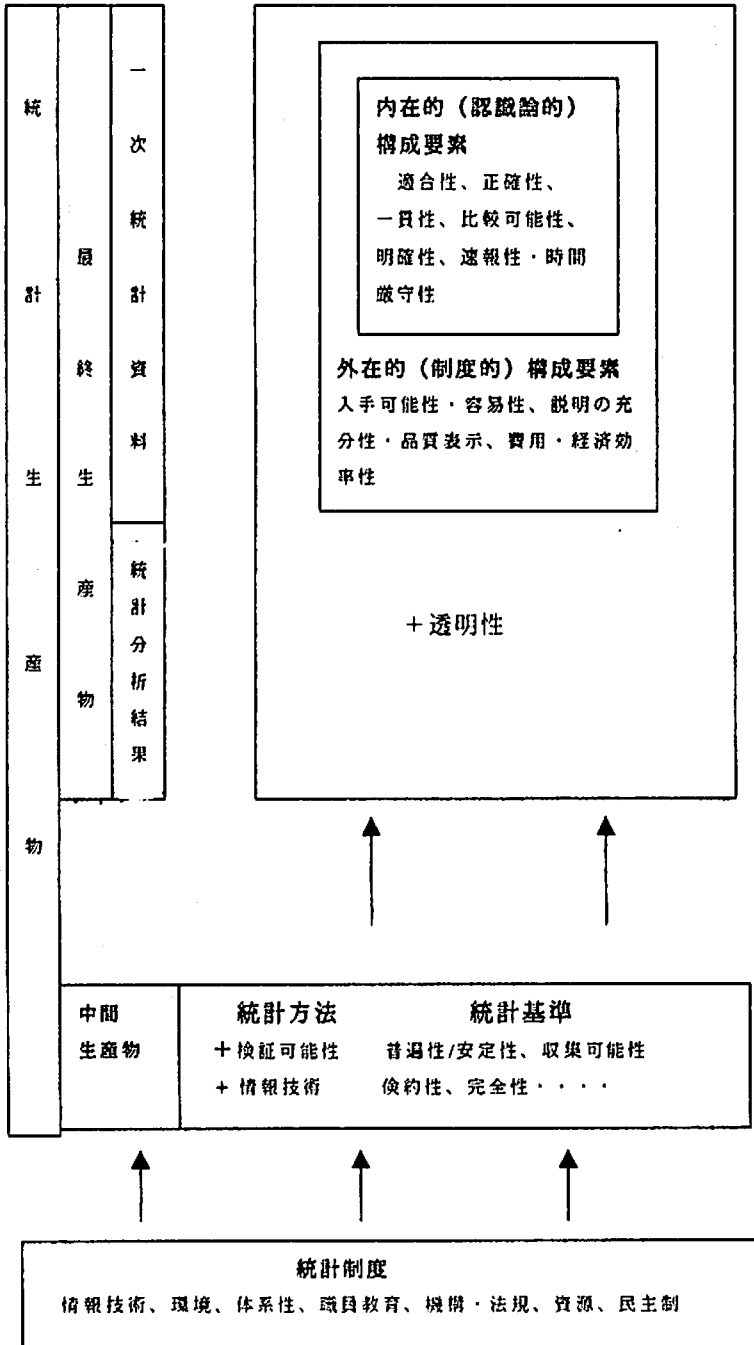 統計生産物
最終生産物
一次統計資料
統計分析結果
内在的（認識論的）
構成要素
適合性、正確性、
一貫性、比較可能性、
明確性、速報性・時間
厳守性
外在的（制度的）構成要素
入手可能性・容易性、説明の充
分性・品質表示、費用・経済効
率性
＋透明性
中間
生産物
統計方法
＋検証可能性
＋情報技術
統計基準
普遍性/安定性、収集可能性
倹約性、完全性・・・・
統計制度
情報技術、環境、体系性、職員教育、機構・法規、資源、民主制